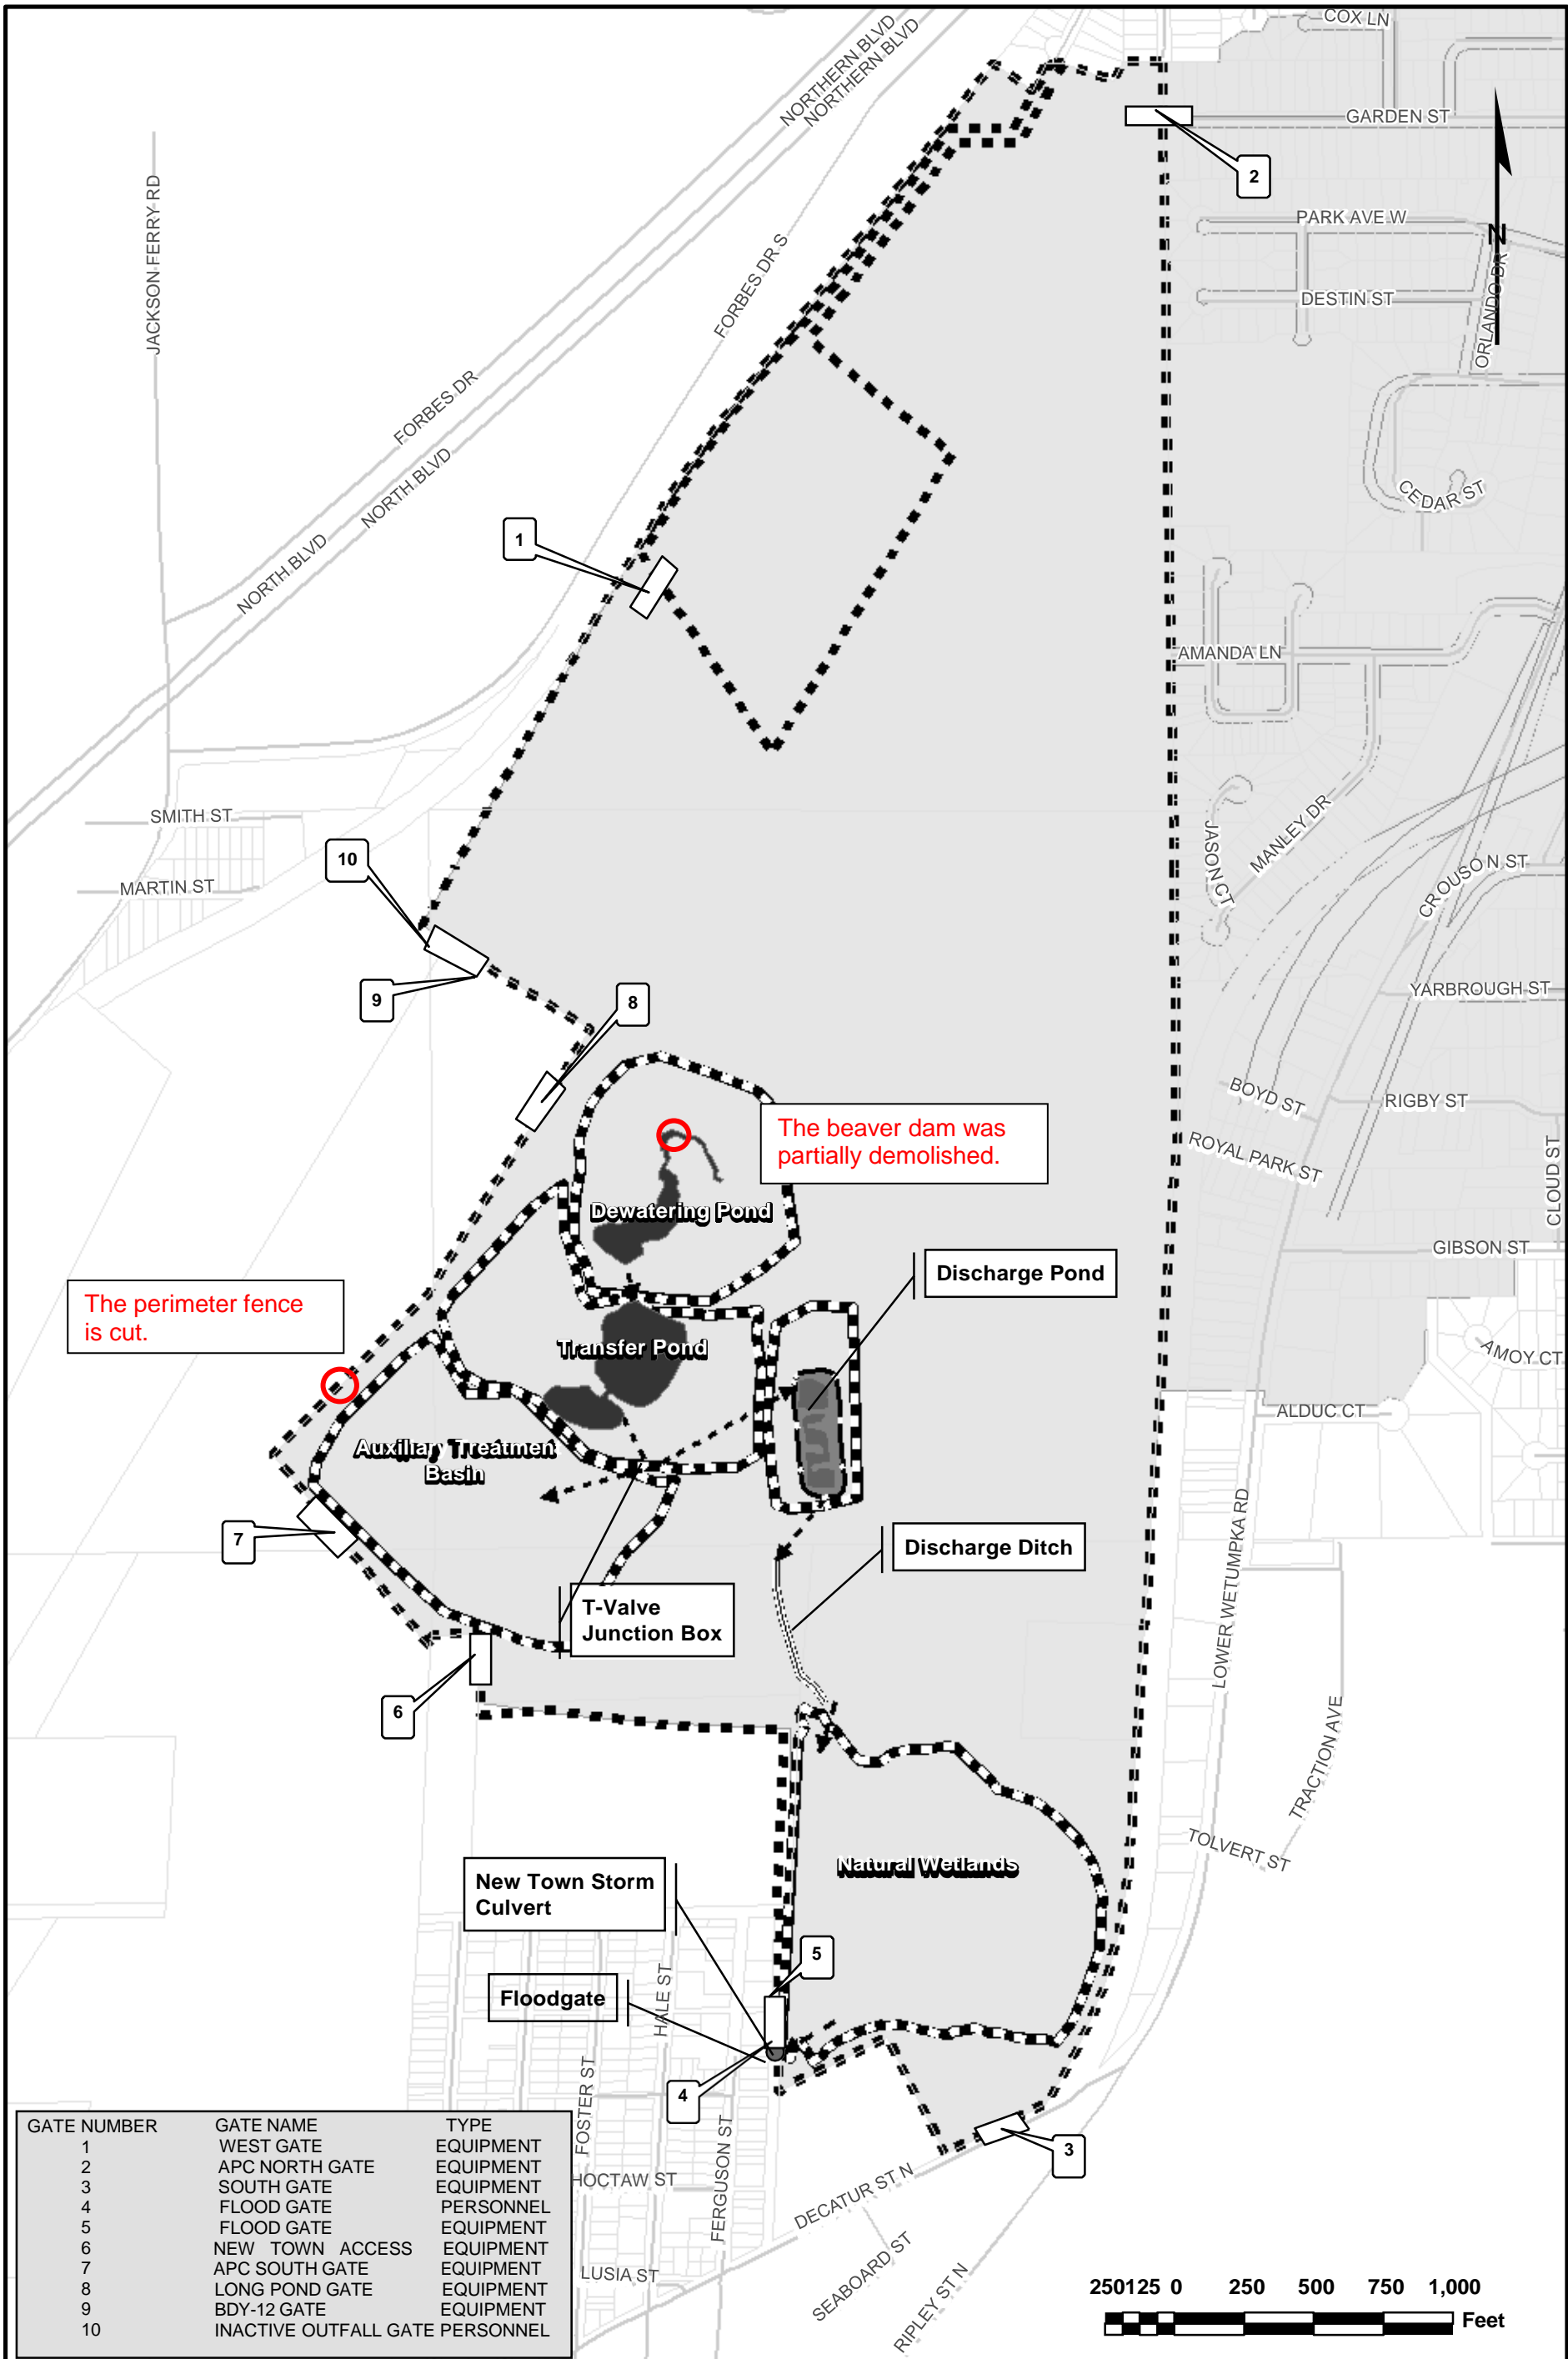 COX LN
NORTHERN BLVD
NORTHERN BLVD
GARDEN ST
2
JACKSON FERRY RD
PARK AVE W
N
FORBES DR S
DESTIN ST
ORLANDO DR
FORBES DR
NORTH BLVD
CEDAR ST
1
NORTH BLVD
AMANDA LN
SMITH ST
MANLEY DR
JASON CT
10
MARTIN ST
CROUSON ST
9
8
YARBROUGH ST
BOYD ST
RIGBY ST
The beaver dam was
partially demolished.
ROYAL PARK ST
CLOUD ST
Dewatering Pond
GIBSON ST
Discharge Pond
The perimeter fence
is cut.
Transfer Pond
AMOY CT
ALDUC CT
Auxiliary Treatmen
Basin
LOWER WETUMPKA RD
7
Discharge Ditch
T-Valve
Junction Box
6
TRACTION AVE
TOLVERT ST
Natural Wetlands
New Town Storm
Culvert
5
Floodgate
HALE ST
4
FOSTER ST
3
FERGUSON ST
HOCTAW ST
DECATUR ST N
SEABOARD ST
LUSIA ST
RIPLEY ST N
GATE NUMBER GATE NAME TYPE
1 WEST GATE EQUIPMENT
2 APC NORTH GATE EQUIPMENT
3 SOUTH GATE EQUIPMENT
4 FLOOD GATE PERSONNEL
5 FLOOD GATE EQUIPMENT
6 NEW TOWN ACCESS EQUIPMENT
7 APC SOUTH GATE EQUIPMENT
8 LONG POND GATE EQUIPMENT
9 BDY-12 GATE EQUIPMENT
10 INACTIVE OUTFALL GATE PERSONNEL
250 125 0 250 500 750 1,000
Feet